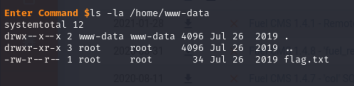 Enter Command $ls -la /home/www-data
systemtotal 12
drwx--x--x 2 www-data www-data 4096 Jul 26 2019 .
drwxr-xr-x 3 root root 4096 Jul 26 2019 ..
-rw-r--r-- 1 root root 34 Jul 26 2019 flag.txt